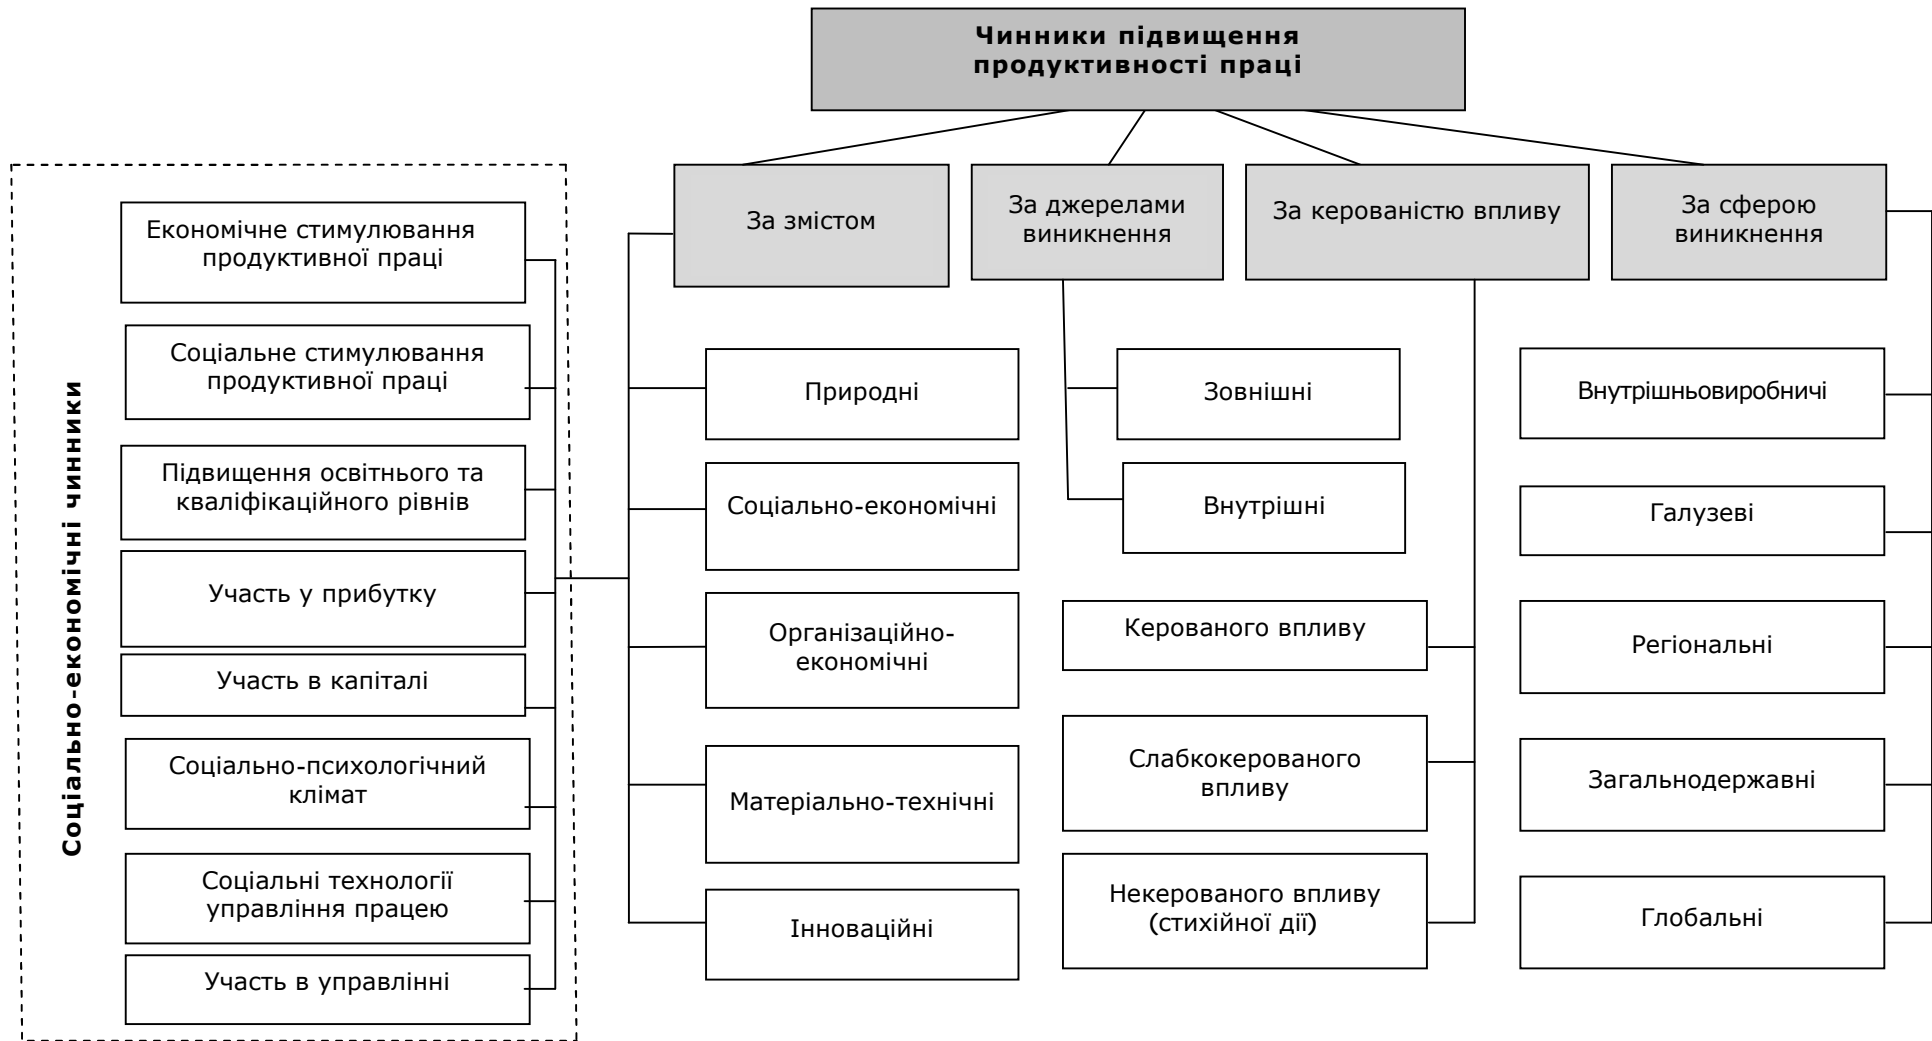 Чинники підвищення
продуктивності праці
За змістом
За джерелами
виникнення
За керованістю впливу
За сферою
виникнення
Соціально-економічні чинники
Економічне стимулювання
продуктивної праці
Соціальне стимулювання
продуктивної праці
Підвищення освітнього та
кваліфікаційного рівнів
Участь у прибутку
Участь в капіталі
Соціально-психологічний
клімат
Соціальні технології
управління працею
Участь в управлінні
Природні
Соціально-економічні
Організаційно-
економічні
Матеріально-технічні
Інноваційні
Зовнішні
Внутрішні
Керованого впливу
Слабкокерованого
впливу
Некерованого впливу
(стихійної дії)
Внутрішньовиробничі
Галузеві
Регіональні
Загальнодержавні
Глобальні